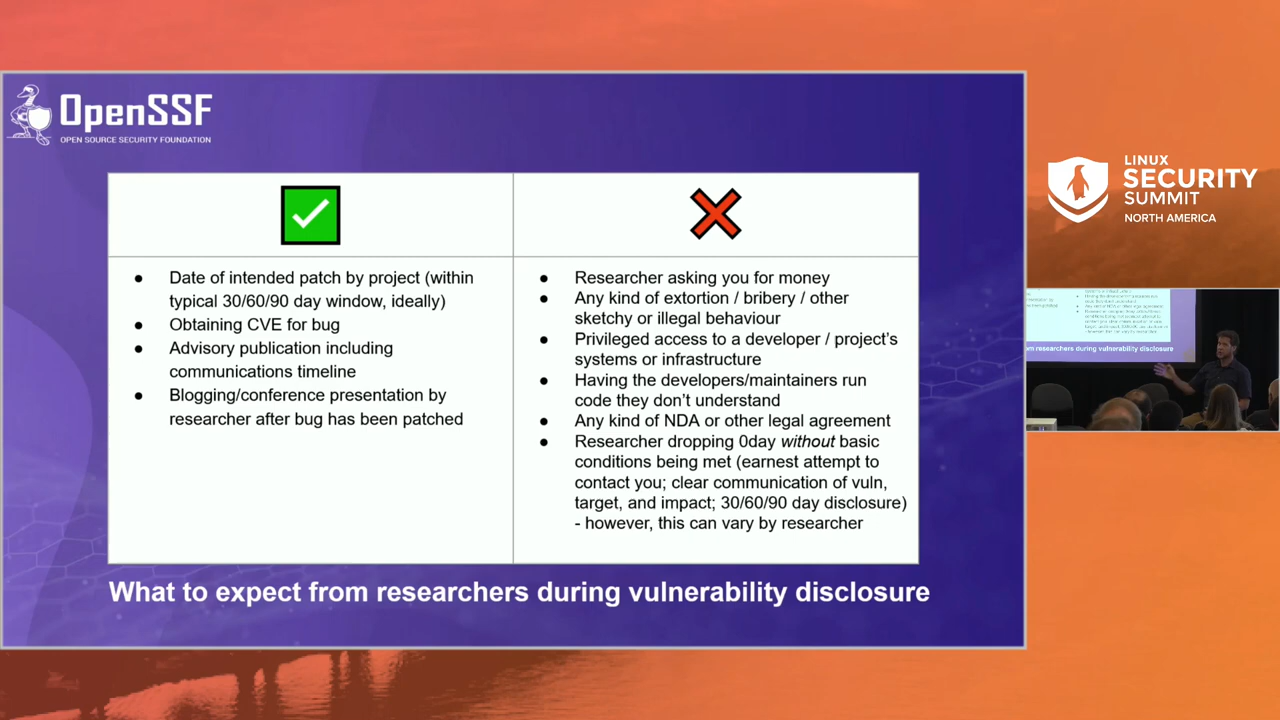 OpenSSF
OPEN SOURCE SECURITY FOUNDATION
● Date of intended patch by project (within
typical 30/60/90 day window, ideally)
● Obtaining CVE for bug
● Advisory publication including
communications timeline
● Blogging/conference presentation by
researcher after bug has been patched
● Researcher asking you for money
● Any kind of extortion / bribery / other
sketchy or illegal behaviour
● Privileged access to a developer / project's
systems or infrastructure
● Having the developers/maintainers run
code they don't understand
● Any kind of NDA or other legal agreement
● Researcher dropping 0day without basic
conditions being met (earnest attempt to
contact you; clear communication of vuln,
target, and impact; 30/60/90 day disclosure)
- however, this can vary by researcher
What to expect from researchers during vulnerability disclosure
LINUX
SECURITY
SUMMIT
NORTH AMERICA
from researchers during vulnerability disclosure